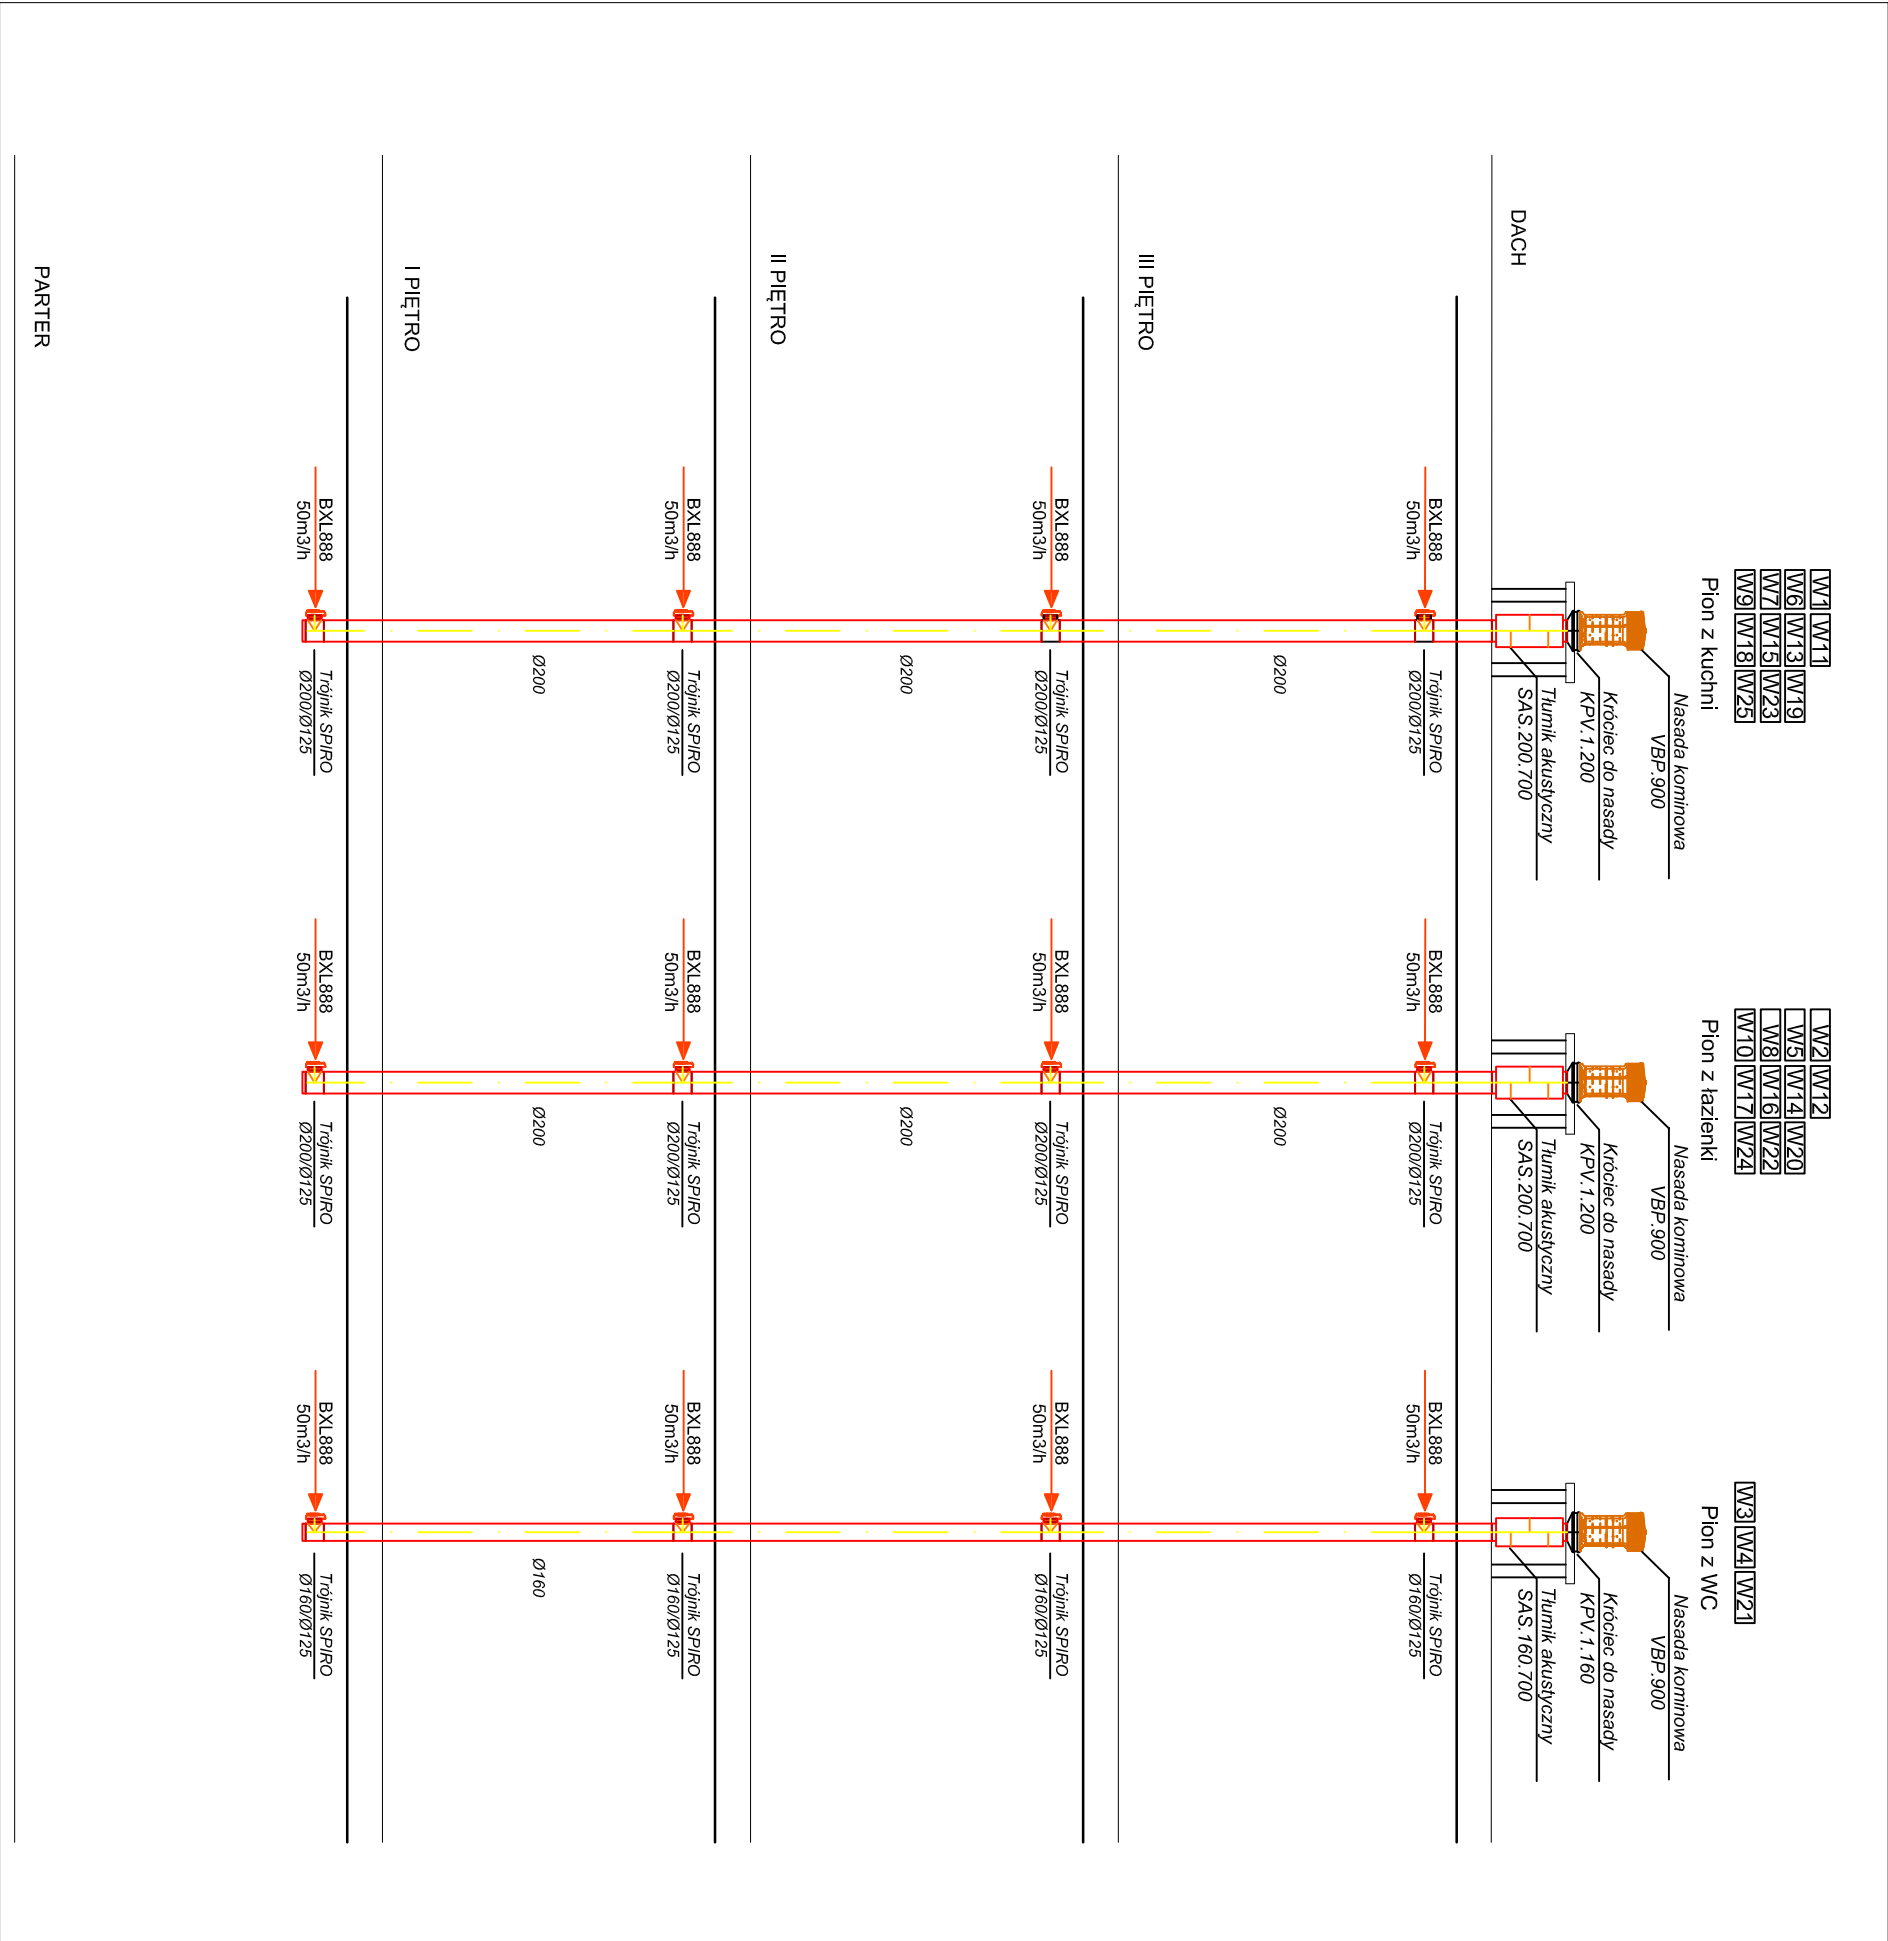 W1 W11
W6 W13 W19
W7 W15 W23
W9 W18 W25
Pion z kuchni
Nasada kominowa
VBP.900
Króciec do nasady
KPV.1.200
Tłumik akustyczny
SAS.200.700
W2 W12
W5 W14 W20
W8 W16 W22
W10 W17 W24
Pion z łazienki
Nasada kominowa
VBP.900
Króciec do nasady
KPV.1.200
Tłumik akustyczny
SAS.200.700
W3 W4 W21
Pion z WC
Nasada kominowa
VBP.900
Króciec do nasady
KPV.1.160
Tłumik akustyczny
SAS.160.700
DACH
BXL888
50m3/h
Trójnik SPIRO
Ø200/Ø125
BXL888
50m3/h
Trójnik SPIRO
Ø200/Ø125
BXL888
50m3/h
Trójnik SPIRO
Ø160/Ø125
Ø200
Ø200
III PIĘTRO
BXL888
50m3/h
Trójnik SPIRO
Ø200/Ø125
BXL888
50m3/h
Trójnik SPIRO
Ø200/Ø125
BXL888
50m3/h
Trójnik SPIRO
Ø160/Ø125
Ø200
Ø200
II PIĘTRO
BXL888
50m3/h
Trójnik SPIRO
Ø200/Ø125
BXL888
50m3/h
Trójnik SPIRO
Ø200/Ø125
BXL888
50m3/h
Trójnik SPIRO
Ø160/Ø125
Ø200
Ø200
Ø160
I PIĘTRO
BXL888
50m3/h
Trójnik SPIRO
Ø200/Ø125
BXL888
50m3/h
Trójnik SPIRO
Ø200/Ø125
BXL888
50m3/h
Trójnik SPIRO
Ø160/Ø125
PARTER